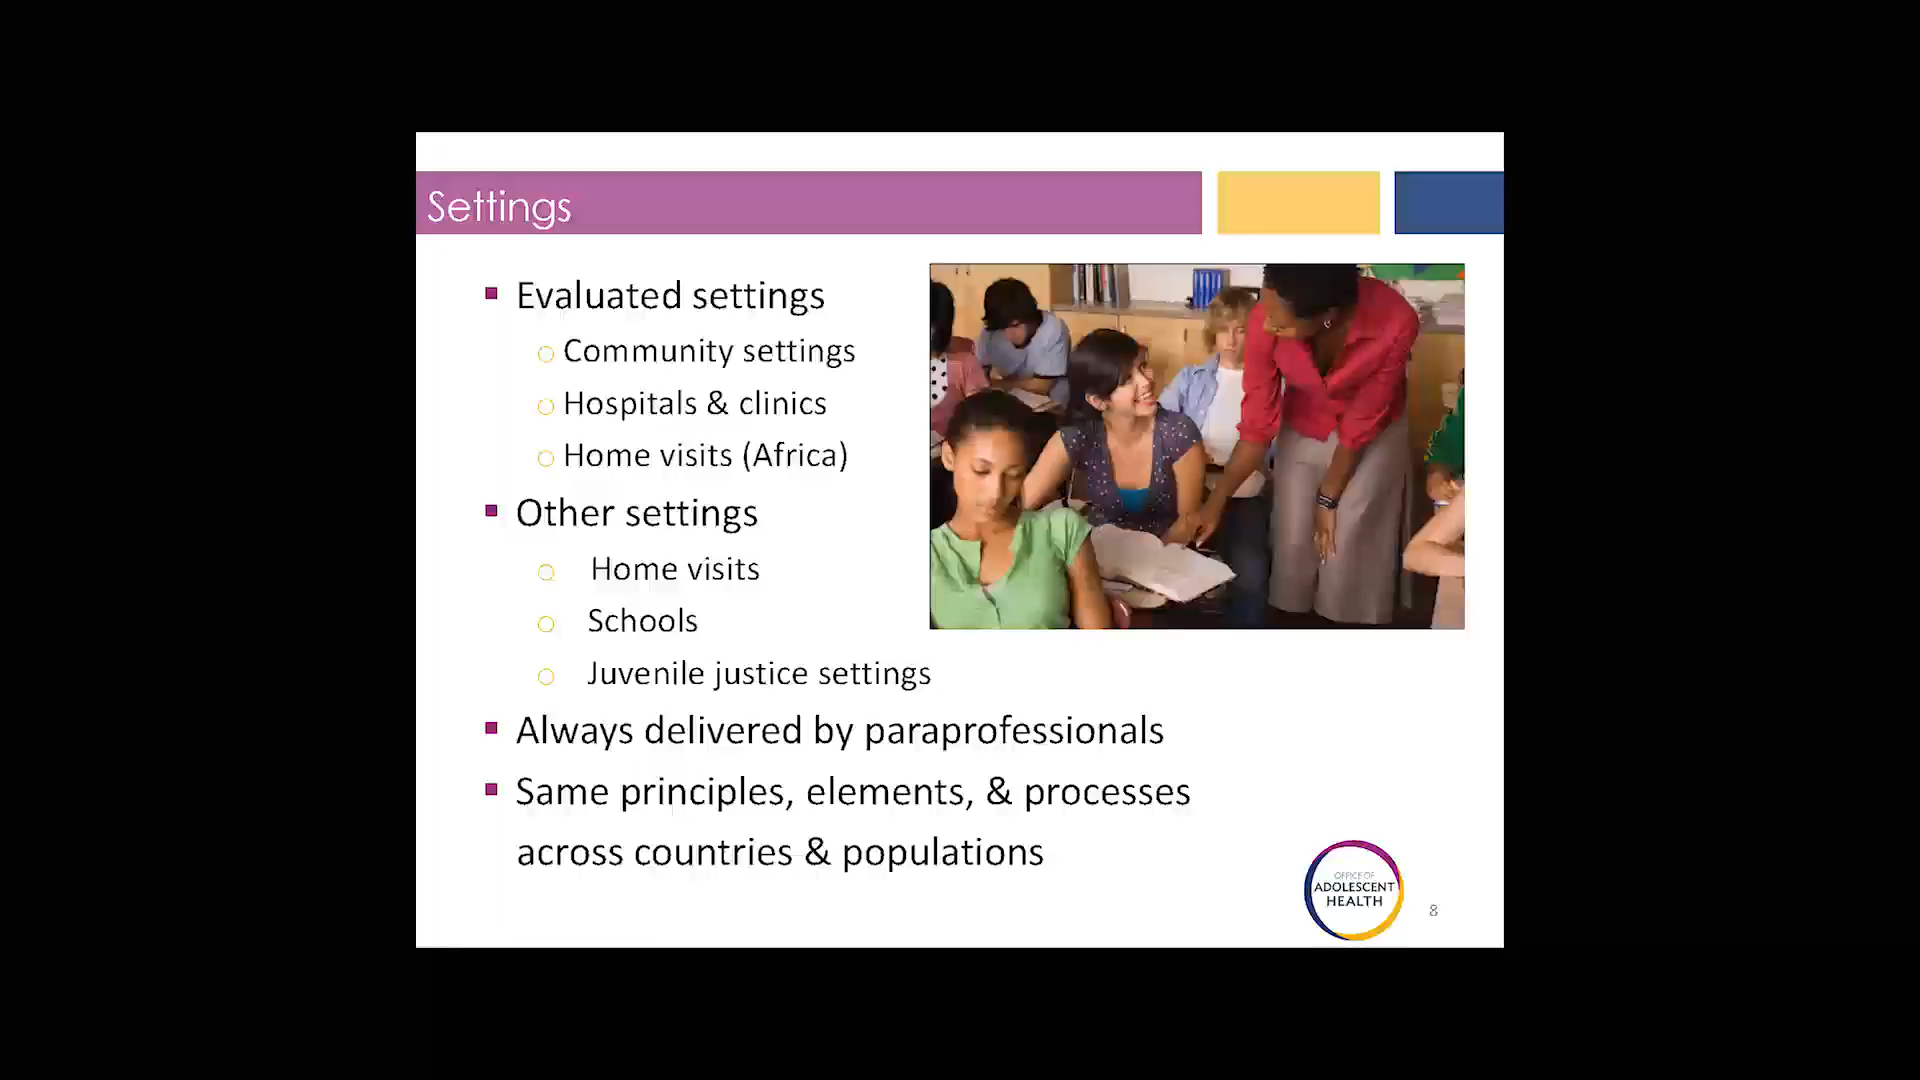 Settings
Evaluated settings
Community settings
Hospitals & clinics
Home visits (Africa)
Other settings
Home visits
Schools
Juvenile justice settings
Always delivered by paraprofessionals
Same principles, elements, & processes
across countries & populations
OFFICE OF
ADOLESCENT
HEALTH
8